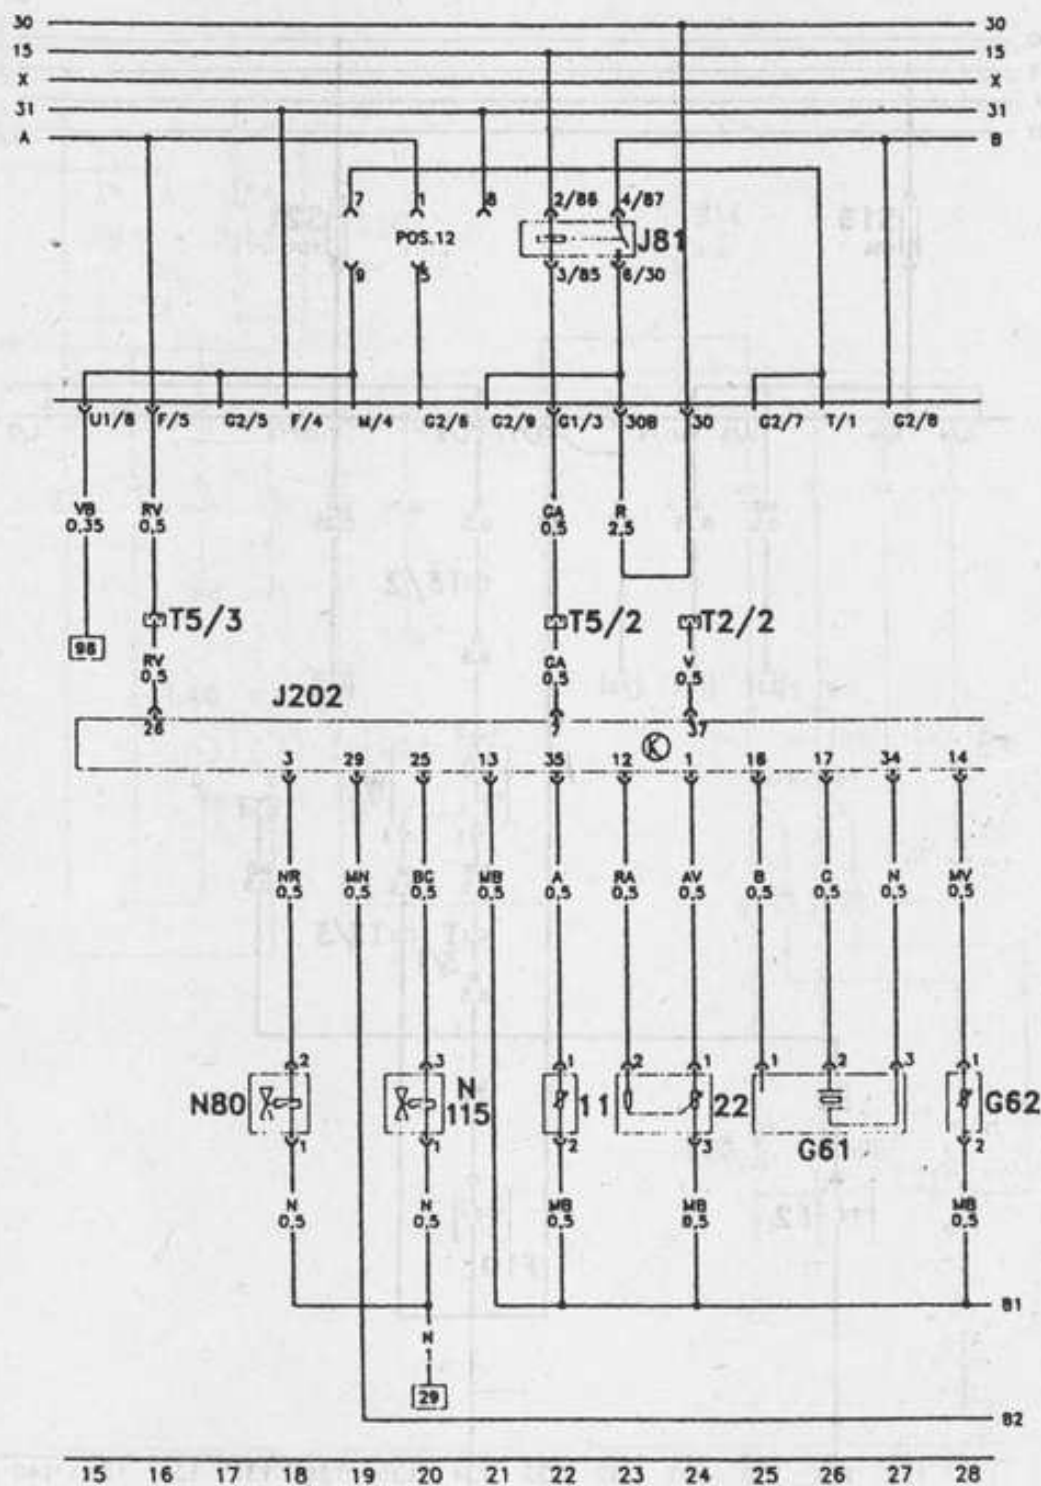 30 30
15 15
X X
31 31
A B
7 1 8 2/86 4/87
POS.12 J81
9 5 3/85 6/30
U1/8 F/5 G2/5 F/4 M/4 G2/6 G2/9 G1/3 30B 30 G2/7 T/1 G2/8
VB RV GA R
0,35 0,5 0,5 2,5
T5/3 T5/2 T2/2
98
RV GA V
0,5 0,5 0,5
J202
26 7 37
K
3 29 25 13 35 12 1 16 17 34 14
NR MN BG MB A RA AV B G N MV
0,5 0,5 0,5 0,5 0,5 0,5 0,5 0,5 0,5 0,5 0,5
2 3 1 2 1 1 2 3 1
N80 N 115 11 22 G61 G62
1 1 2 3 2
N N MB MB MB
0,5 0,5 0,5 0,5 0,5
B1
N
1
29
B2
15 16 17 18 19 20 21 22 23 24 25 26 27 28